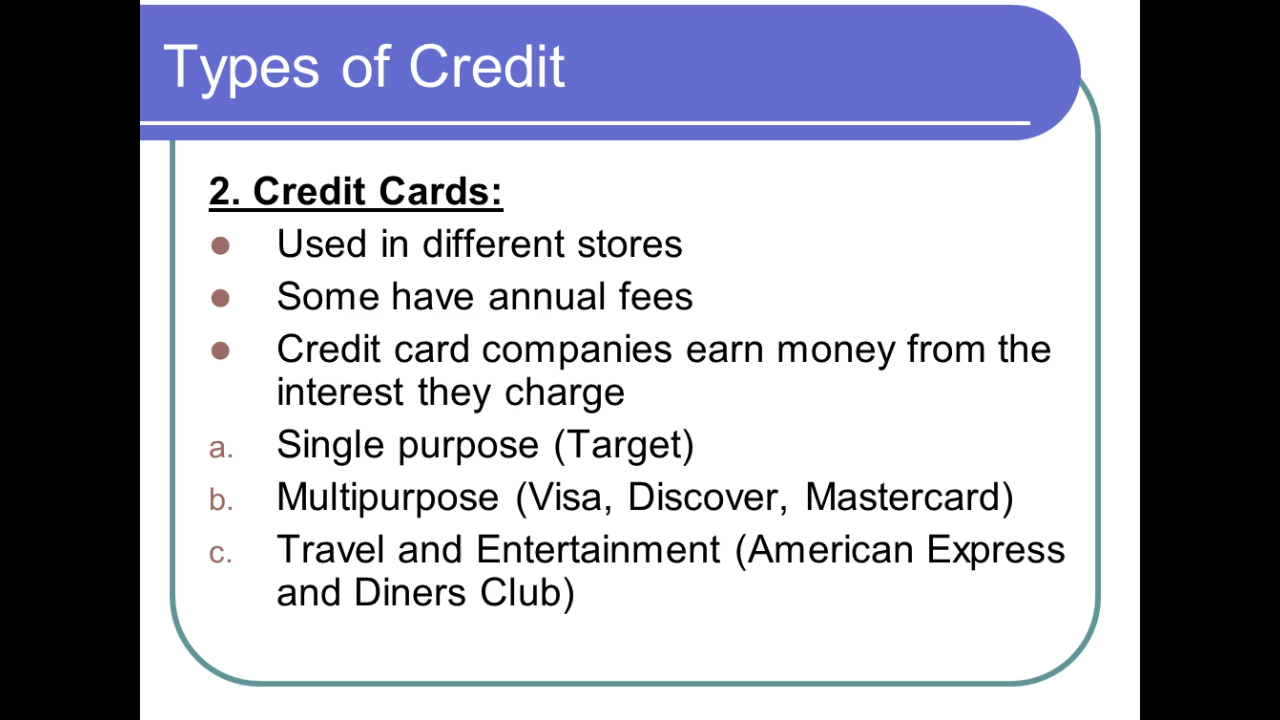 Types of Credit
2. Credit Cards:
● Used in different stores
● Some have annual fees
● Credit card companies earn money from the
interest they charge
a. Single purpose (Target)
b. Multipurpose (Visa, Discover, Mastercard)
c. Travel and Entertainment (American Express
and Diners Club)